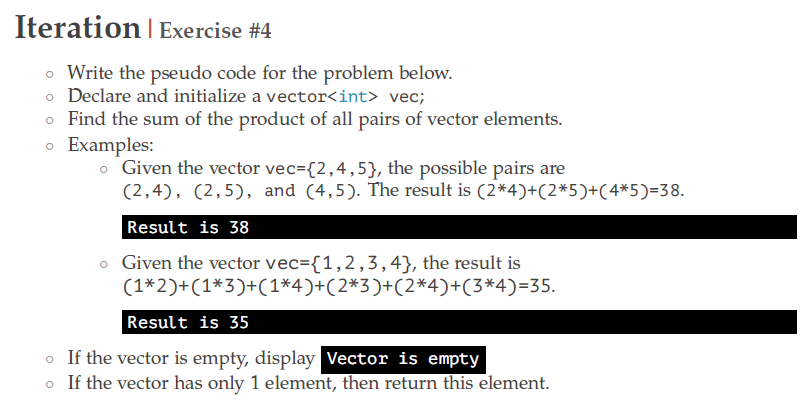 Iteration | Exercise #4
◦ Write the pseudo code for the problem below.
◦ Declare and initialize a vector<int> vec;
◦ Find the sum of the product of all pairs of vector elements.
◦ Examples:
◦ Given the vector vec={2,4,5}, the possible pairs are
(2,4), (2,5), and (4,5). The result is (2*4)+(2*5)+(4*5)=38.
Result is 38
◦ Given the vector vec={1,2,3,4}, the result is
(1*2)+(1*3)+(1*4)+(2*3)+(2*4)+(3*4)=35.
Result is 35
◦ If the vector is empty, display Vector is empty
◦ If the vector has only 1 element, then return this element.